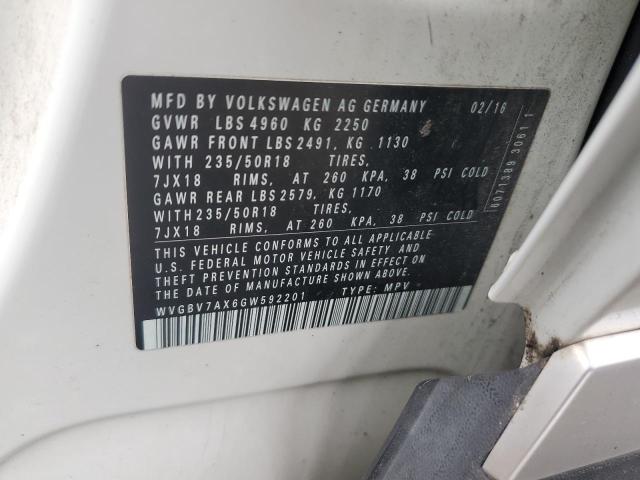 MFD BY VOLKSWAGEN AG GERMANY 02/16
GVWR LBS 4960 KG 2250
GAWR FRONT LBS 2491, KG 1130
WITH 235/50R18 TIRES,
7JX18 RIMS, AT 260 KPA, 38 PSI COLD
GAWR REAR LBS 2579, KG 1170
WITH 235/50R18 TIRES,
7JX18 RIMS, AT 260 KPA, 38 PSI COLD
THIS VEHICLE CONFORMS TO ALL APPLICABLE
U.S. FEDERAL MOTOR VEHICLE SAFETY AND
THEFT PREVENTION STANDARDS IN EFFECT ON
THE DATE OF MANUFACTURE SHOWN ABOVE.
WVGBV7AX6GW592201 TYPE: MPV
6071389 3061 1